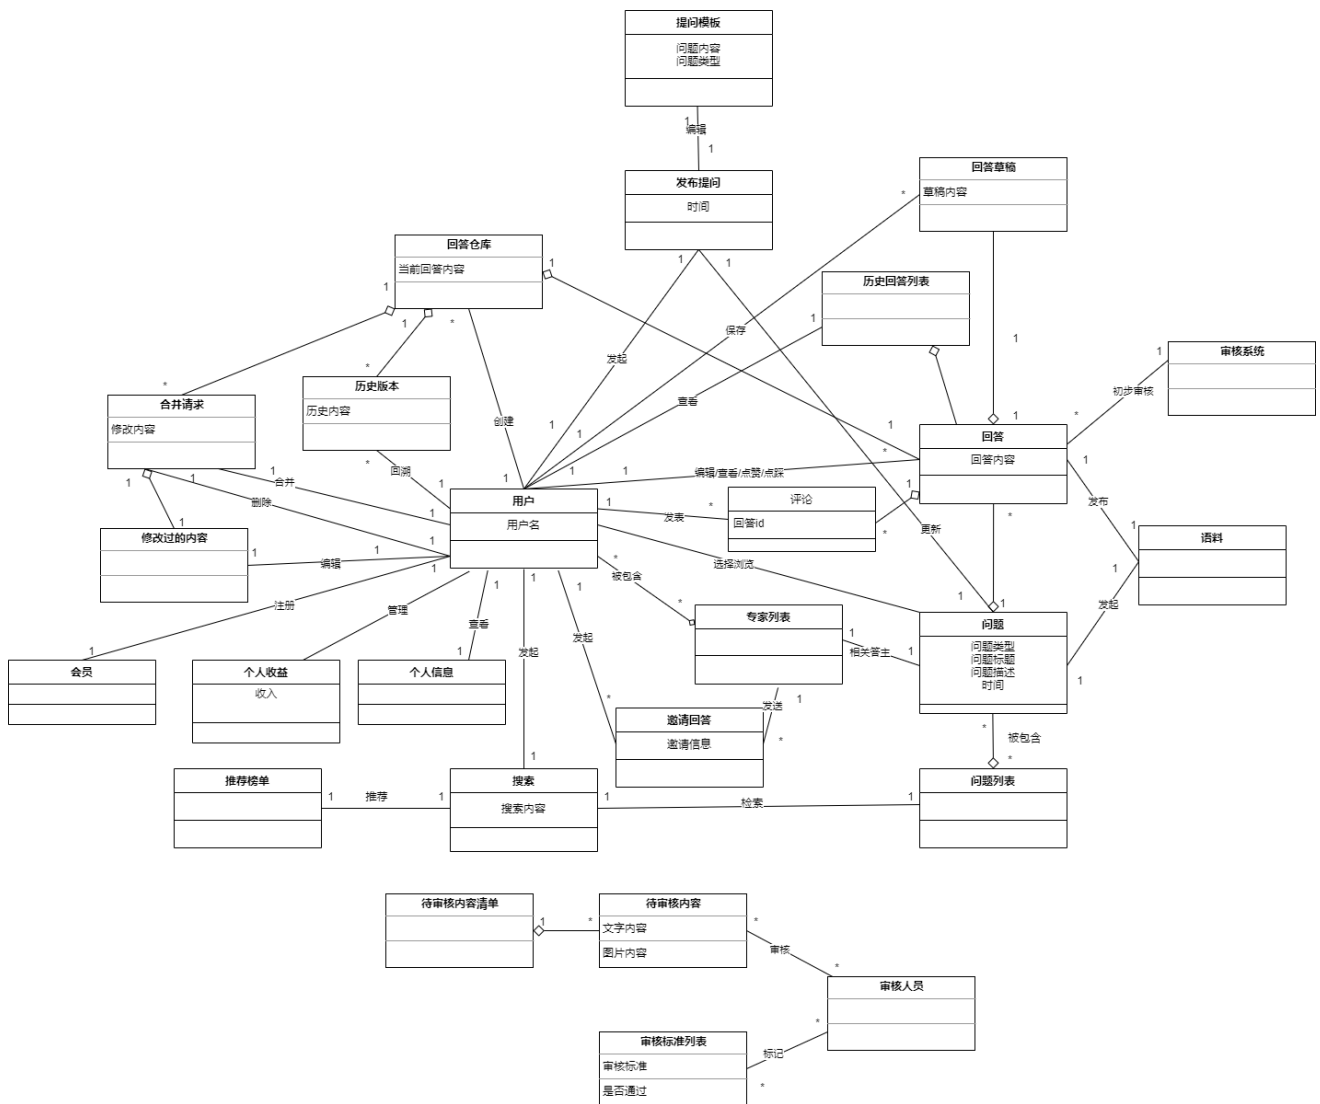 提问模板
问题内容
问题类型
1
编辑
1
发布提问
时间
1
1
回答草稿
草稿内容
*
回答仓库
当前回答内容
1
1
1
*
历史回答列表
1
保存
发起
查看
1
审核系统
1
初步审核
*
*
合并请求
修改内容
*
历史版本
历史内容
创建
1
1
1
回答
回答内容
1
*
1
1
*
回溯
1
1
1
1
编辑/查看/点赞/点踩
1
发布
1
合并
删除
1
1
1
用户
用户名
1
1
1
发表
*
评论
回答id
1
*
更新
*
1
语料
修改过的内容
1
1
编辑
1
1
*
被包含
*
选择浏览
1
发起
注册
管理
1
查看
1
1
发起
1
发起
专家列表
1
相关答主
1
1
1
问题
问题类型
问题标题
问题描述
时间
1
1
会员
个人收益
收入
1
个人信息
*
邀请回答
邀请信息
发送
1
*
*
被包含
*
推荐榜单
1
推荐
1
1
搜索
搜索内容
1
检索
1
问题列表
待审核内容清单
1
*
待审核内容
文字内容
图片内容
*
审核
*
审核人员
*
标记
*
审核标准列表
审核标准
是否通过